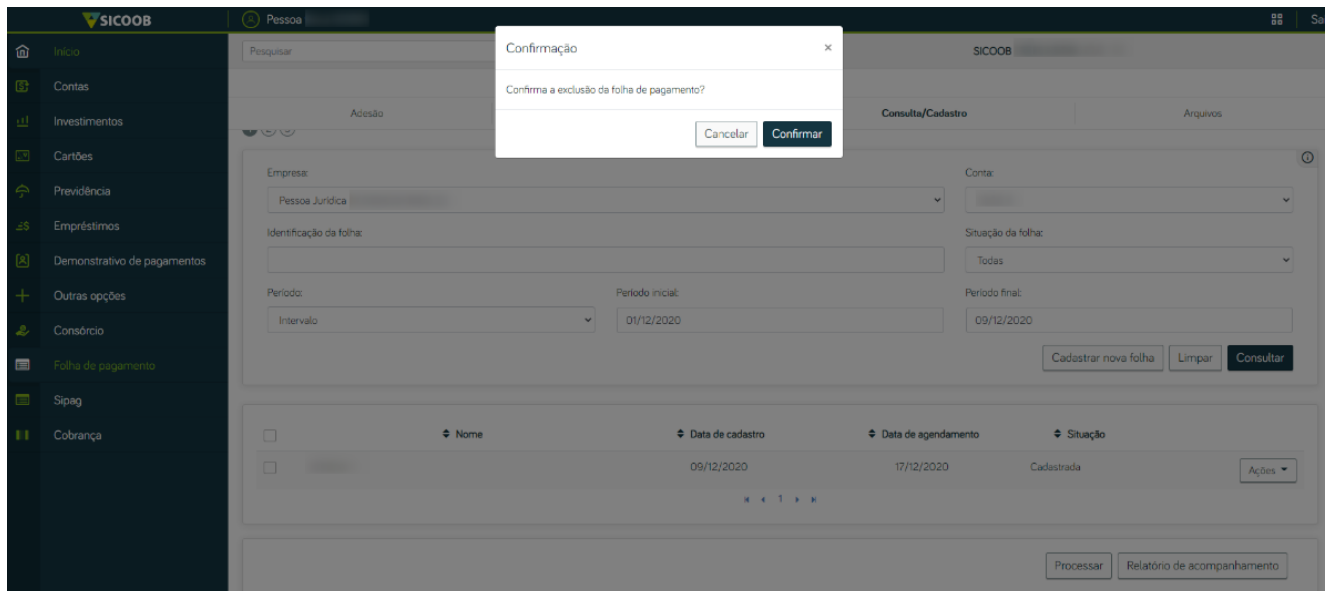 SICOOB
Pessoa
Sa
Início
Contas
Investimentos
Cartões
Previdência
Empréstimos
Demonstrativo de pagamentos
Outras opções
Consórcio
Folha de pagamento
Sipag
Cobrança
Pesquisar
SICOOB
Confirmação
×
Confirma a exclusão da folha de pagamento?
Cancelar Confirmar
Adesão Consulta/Cadastro Arquivos
Empresa: Conta:
Pessoa Jurídica
Identificação da folha: Situação da folha:
Todas
Período: Período inicial: Período final:
Intervalo 01/12/2020 09/12/2020
Cadastrar nova folha Limpar Consultar
Nome Data de cadastro Data de agendamento Situação
09/12/2020 17/12/2020 Cadastrada Ações
1
Processar Relatório de acompanhamento